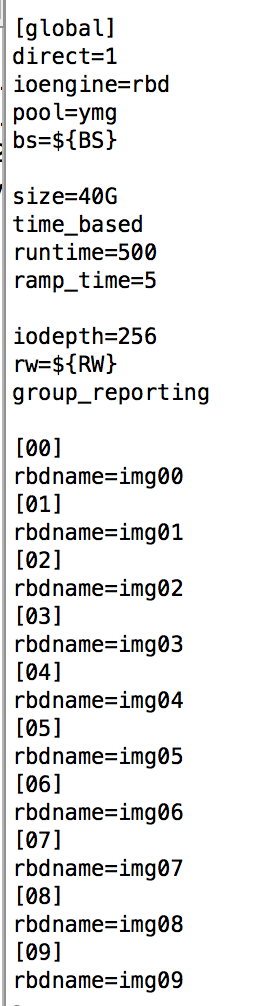 [global]
direct=1
ioengine=rbd
pool=ymg
bs=${BS}
size=40G
time_based
runtime=500
ramp_time=5
iodepth=256
rw=${RW}
group_reporting
[00]
rbdname=img00
[01]
rbdname=img01
[02]
rbdname=img02
[03]
rbdname=img03
[04]
rbdname=img04
[05]
rbdname=img05
[06]
rbdname=img06
[07]
rbdname=img07
[08]
rbdname=img08
[09]
rbdname=img09